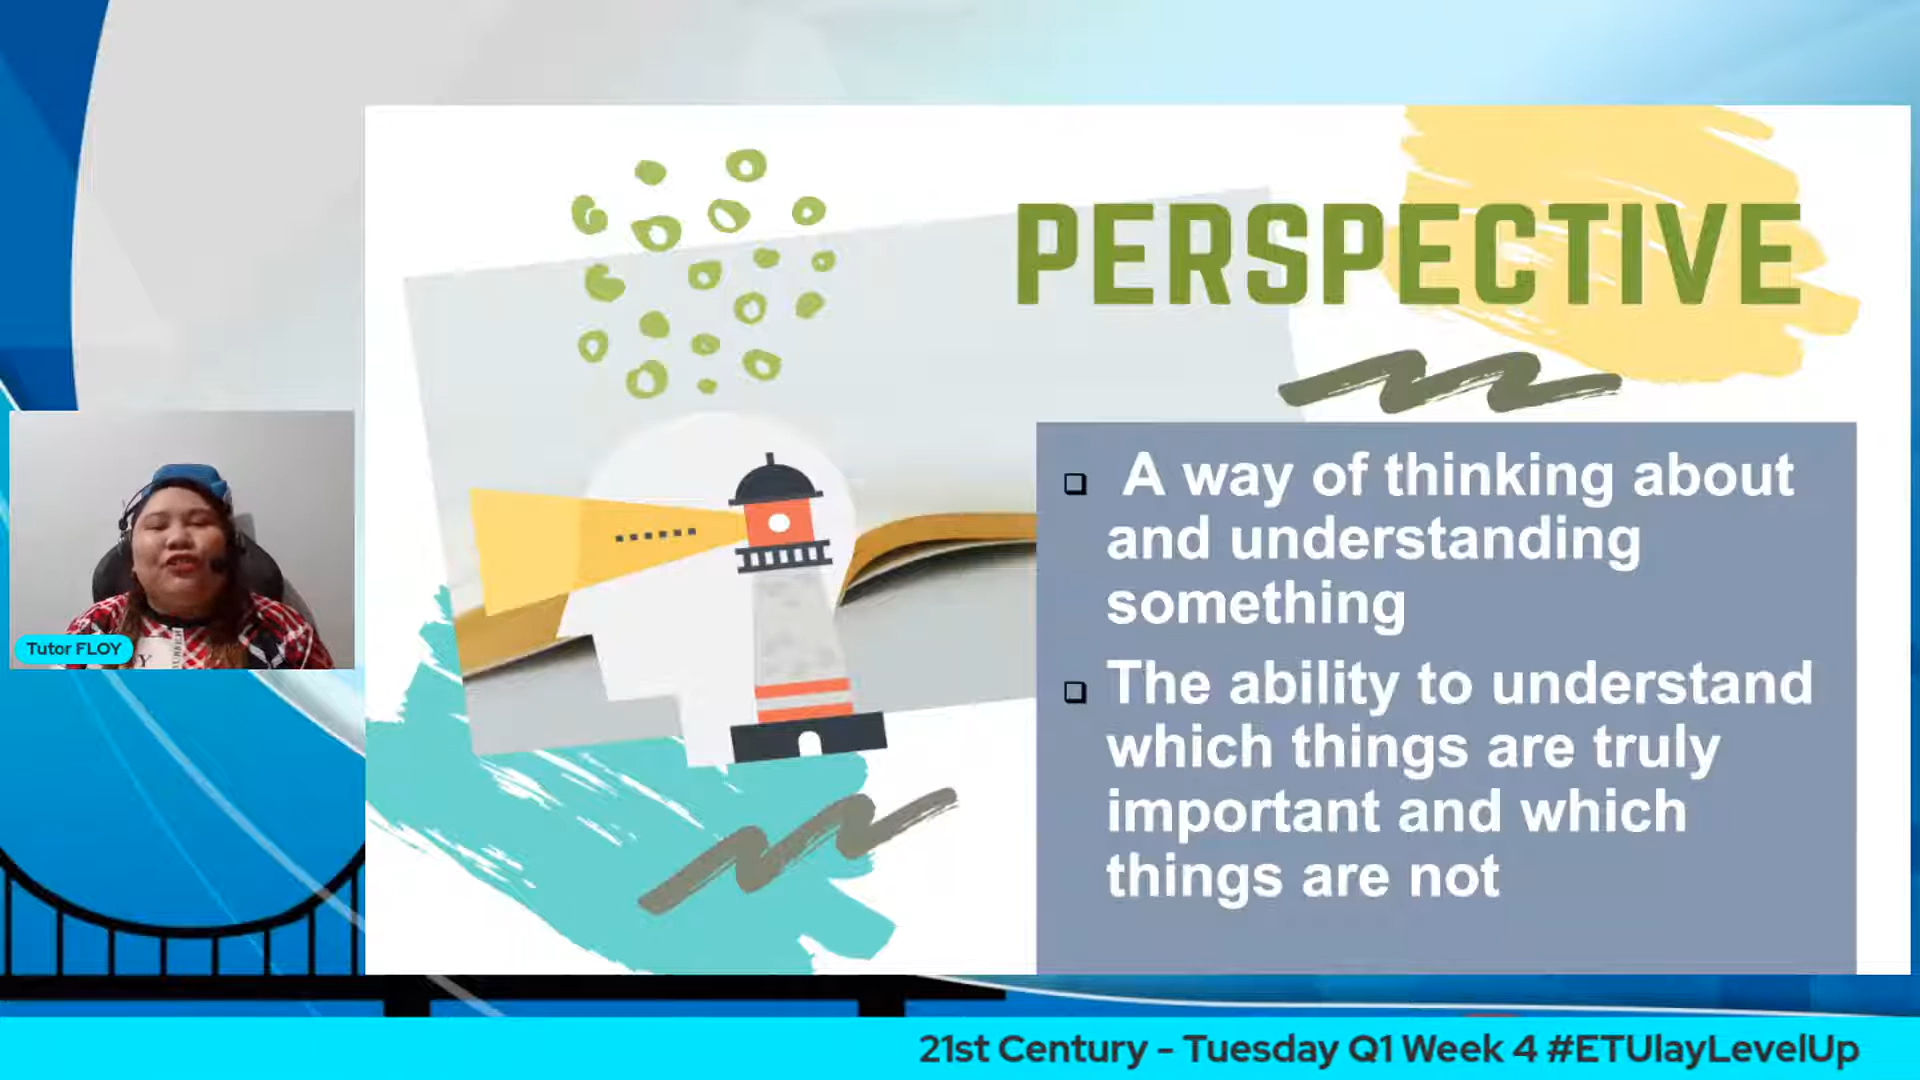 PERSPECTIVE
A way of thinking about
and understanding
something
The ability to understand
which things are truly
important and which
things are not
Tutor FLOY
21st Century - Tuesday Q1 Week 4 #ETUlayLevelUp